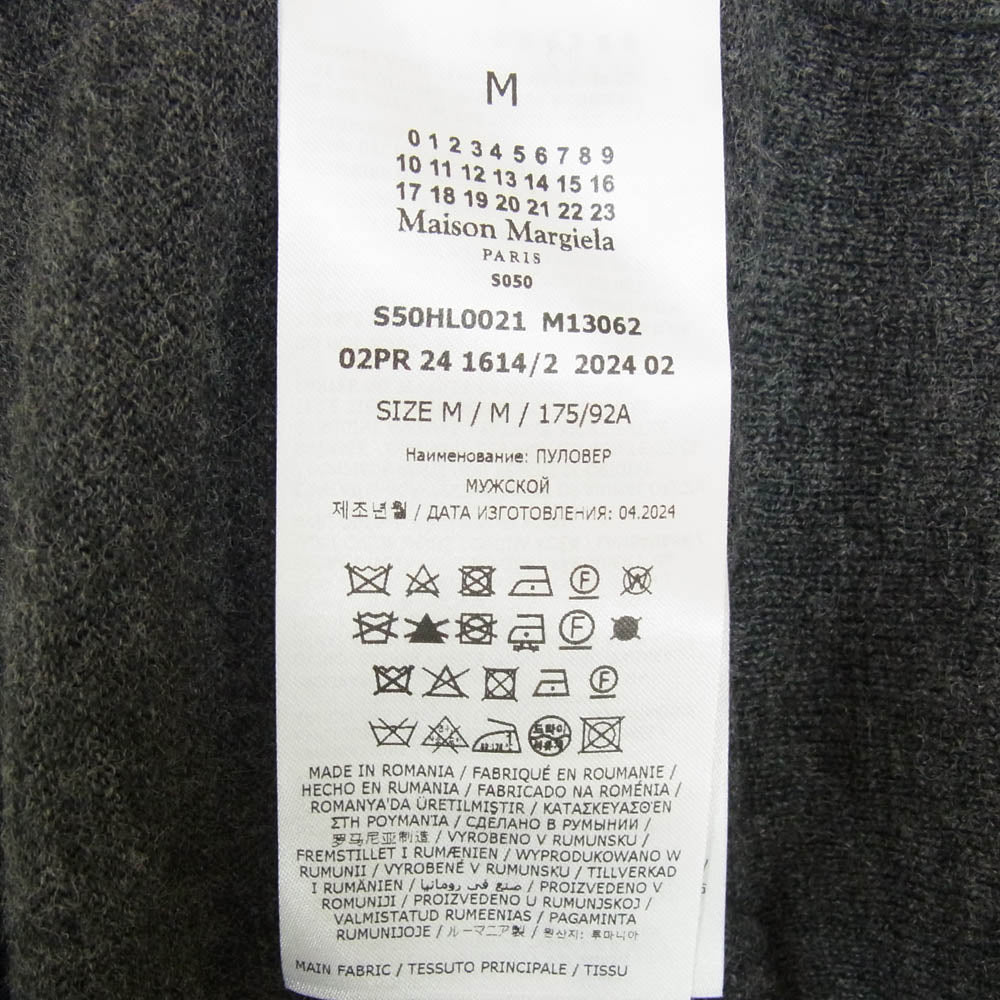 M
0 1 2 3 4 5 6 7 8 9
10 11 12 13 14 15 16
17 18 19 20 21 22 23
Maison Margiela
PARIS
S050
S50HL0021 M13062
02PR 24 1614/2 2024 02
SIZE M / M / 175/92A
Наименование: ПУЛОВЕР
МУЖСКОЙ
제조년월 / ДАТА ИЗГОТОВЛЕНИЯ: 04.2024
F W
F
F
드라이
MADE IN ROMANIA / FABRIQUÉ EN ROUMANIE /
HECHO EN RUMANIA / FABRICADO NA ROMÉNIA /
ROMANYA'DA ÜRETILMIŞTIR / ΚΑΤΑΣΚΕΥΑΣΘ'ΕΝ
ΣΤΗ ΡΟΥΜΑΝΙΑ / СДЕЛАНО В РУМЫНИИ /
罗马尼亚制造 / VYROBENO V RUMUNSKU /
FREMSTILLET I RUMÆNIEN / WYPRODUKOWANO W
RUMUNII / VYROBENÉ V RUMUNSKU / TILLVERKAD
I RUMÄNIEN / صنع في رومانيا / PROIZVEDENO V
ROMUNIJI / PROIZVEDENO U RUMUNJSKOJ /
VALMISTATUD RUMEENIAS / PAGAMINTA
RUMUNIJOJE / ルーマニア製 / 원산지: 루마니아
MAIN FABRIC / TESSUTO PRINCIPALE / TISSU